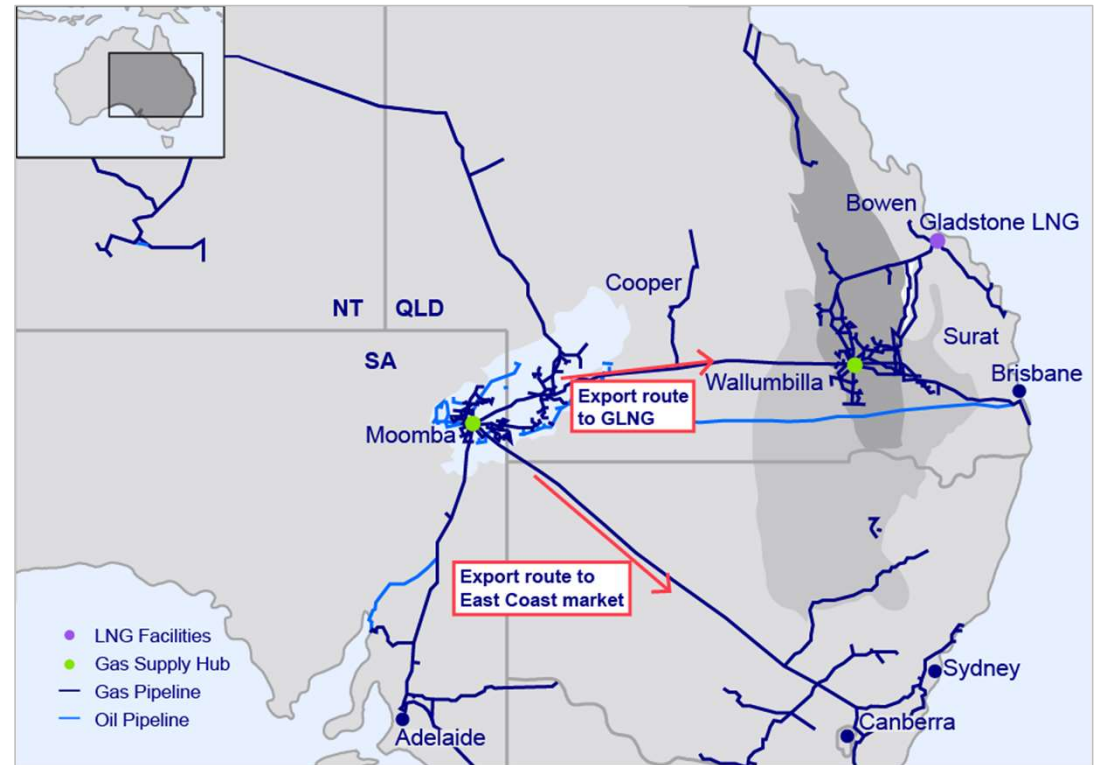 Bowen
Gladstone LNG
Cooper
NT
QLD
Surat
SA
Wallumbilla
Brisbane
Export route
to GLNG
Moomba
Export route to
East Coast market
LNG Facilities
Gas Supply Hub
Gas Pipeline
Oil Pipeline
Sydney
Canberra
Adelaide